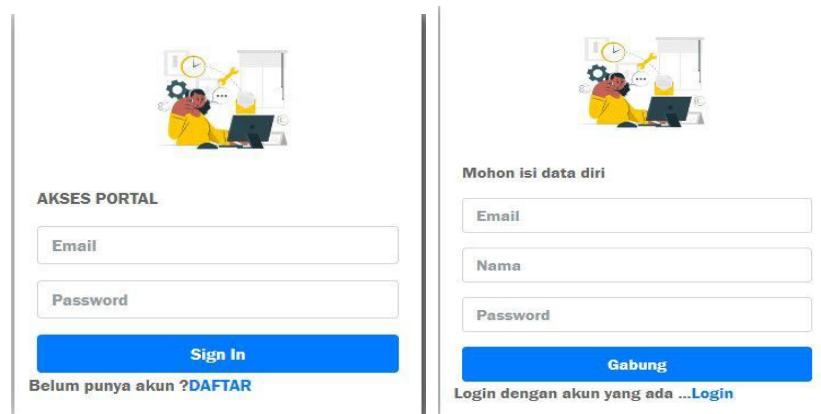 AKSES PORTAL
Email
Password
Sign In
Belum punya akun ?DAFTAR
Mohon isi data diri
Email
Nama
Password
Gabung
Login dengan akun yang ada ...Login